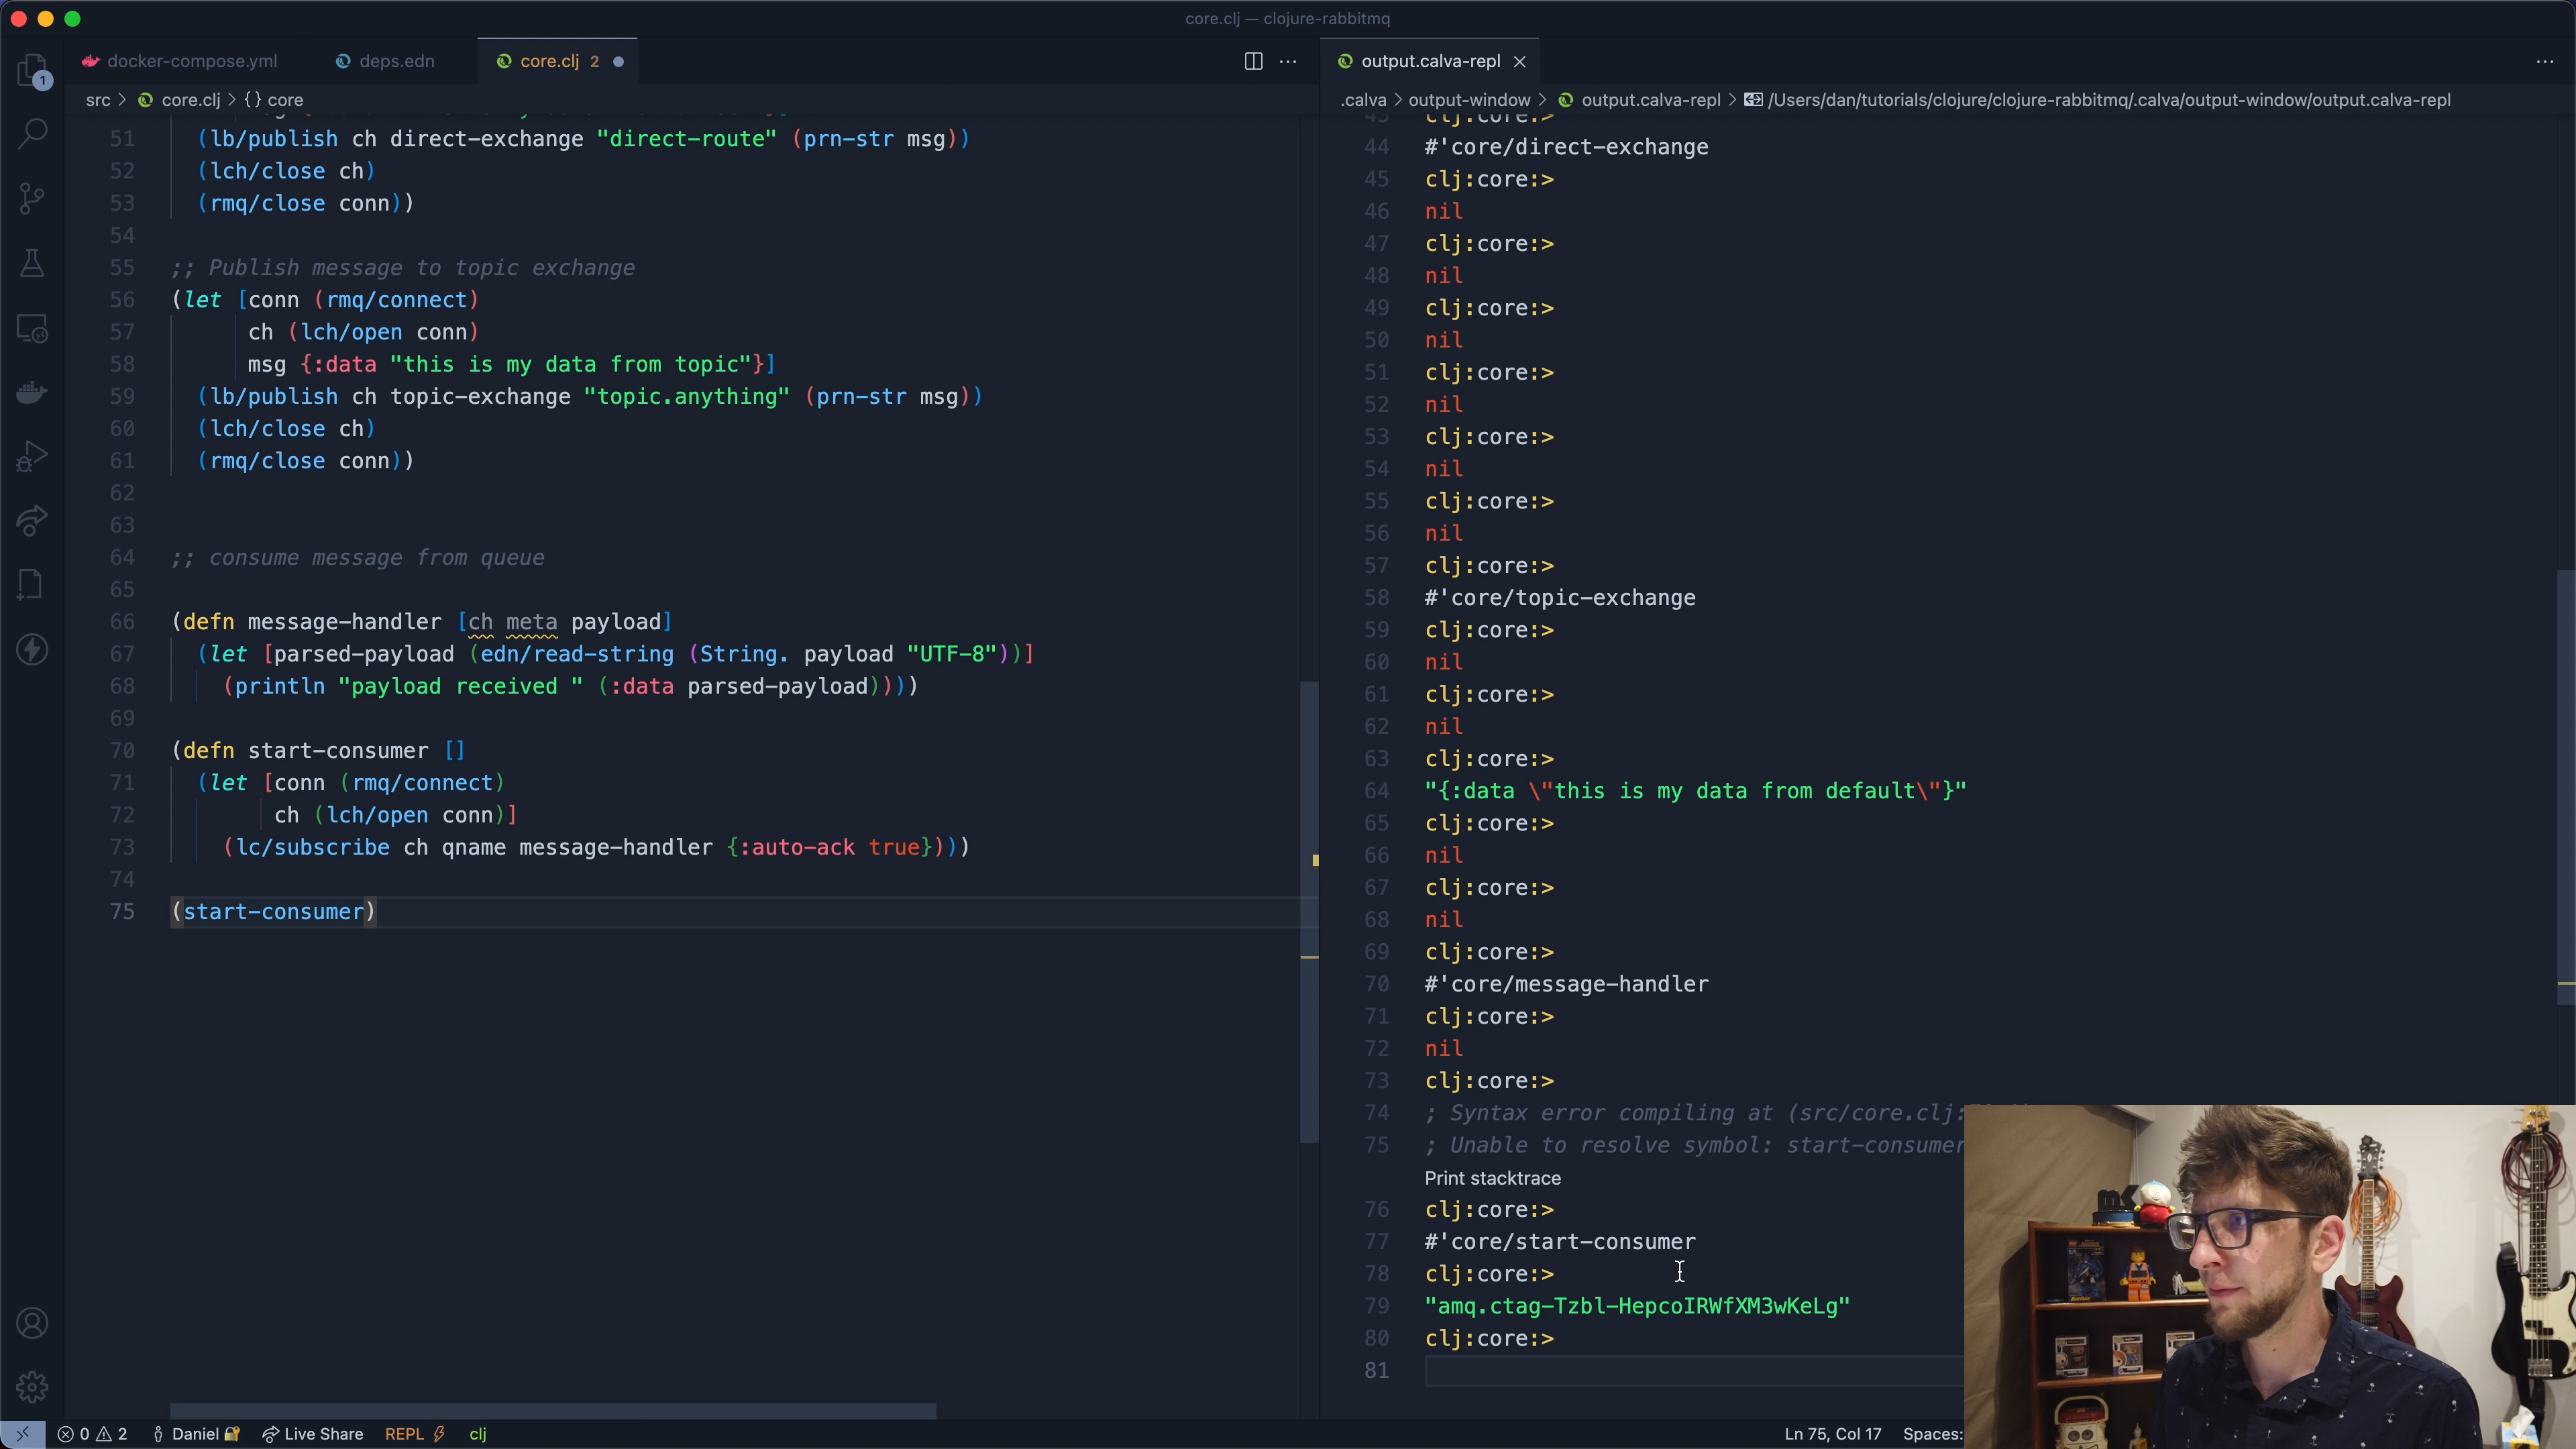 core.clj — clojure-rabbitmq
docker-compose.yml
deps.edn
core.clj 2
output.calva-repl
src > core.clj > {} core
.calva > output-window > output.calva-repl > /Users/dan/tutorials/clojure/clojure-rabbitmq/.calva/output-window/output.calva-repl
1
51 (lb/publish ch direct-exchange "direct-route" (prn-str msg))
52 (lch/close ch)
53 (rmq/close conn))
54
55 ;; Publish message to topic exchange
56 (let [conn (rmq/connect)
57 ch (lch/open conn)
58 msg {:data "this is my data from topic"}]
59 (lb/publish ch topic-exchange "topic.anything" (prn-str msg))
60 (lch/close ch)
61 (rmq/close conn))
62
63
64 ;; consume message from queue
65
66 (defn message-handler [ch meta payload]
67 (let [parsed-payload (edn/read-string (String. payload "UTF-8"))]
68 (println "payload received " (:data parsed-payload))))
69
70 (defn start-consumer []
71 (let [conn (rmq/connect)
72 ch (lch/open conn)]
73 (lc/subscribe ch qname message-handler {:auto-ack true})))
74
75 (start-consumer)
43 clj:core:>
44 #'core/direct-exchange
45 clj:core:>
46 nil
47 clj:core:>
48 nil
49 clj:core:>
50 nil
51 clj:core:>
52 nil
53 clj:core:>
54 nil
55 clj:core:>
56 nil
57 clj:core:>
58 #'core/topic-exchange
59 clj:core:>
60 nil
61 clj:core:>
62 nil
63 clj:core:>
64 "{:data \"this is my data from default\"}"
65 clj:core:>
66 nil
67 clj:core:>
68 nil
69 clj:core:>
70 #'core/message-handler
71 clj:core:>
72 nil
73 clj:core:>
74 ; Syntax error compiling at (src/core.clj:
75 ; Unable to resolve symbol: start-consumer
Print stacktrace
76 clj:core:>
77 #'core/start-consumer
78 clj:core:>
79 "amq.ctag-Tzbl-HepcoIRWfXM3wKeLg"
80 clj:core:>
81
0 2 Daniel Live Share REPL clj
Ln 75, Col 17 Spaces: